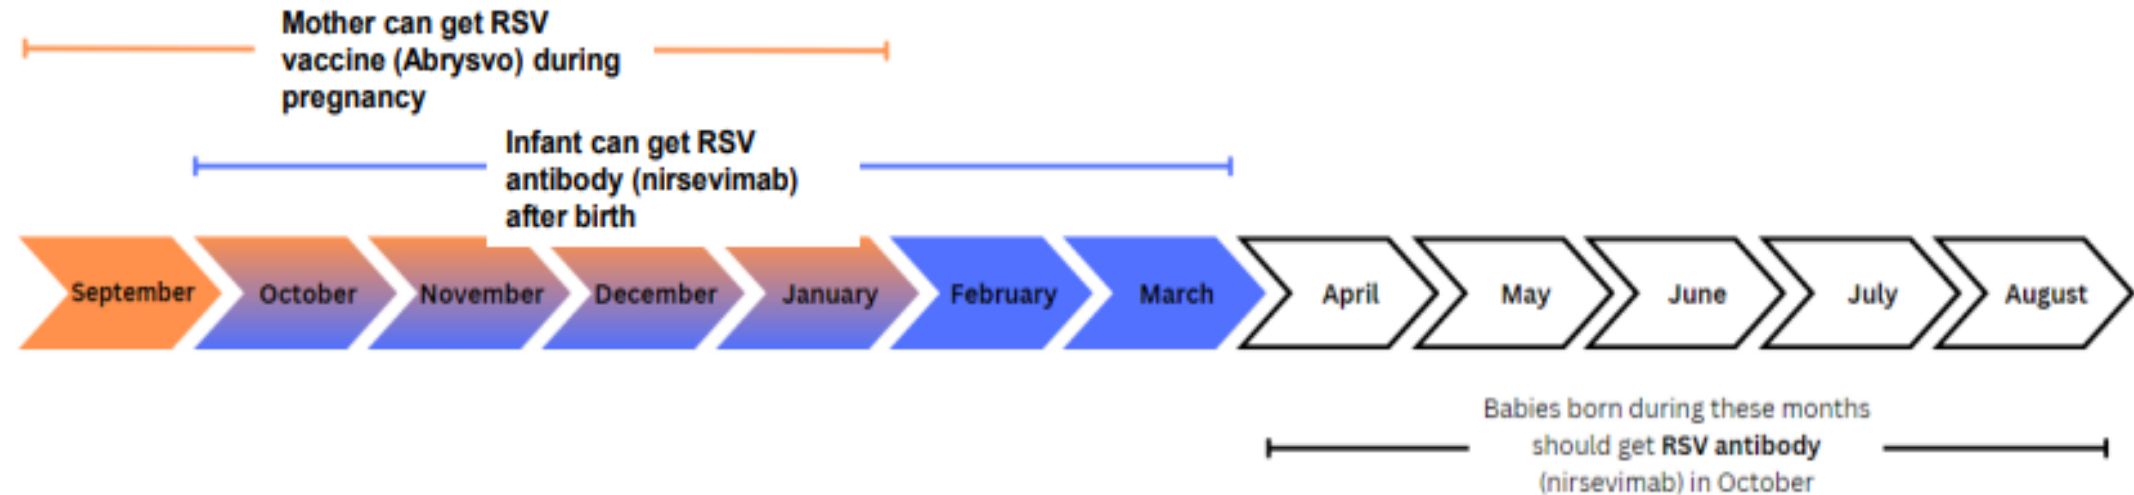 Mother can get RSV
vaccine (Abrysvo) during
pregnancy
Infant can get RSV
antibody (nirsevimab)
after birth
September
October
November
December
January
February
March
April
May
June
July
August
Babies born during these months
should get RSV antibody
(nirsevimab) in October